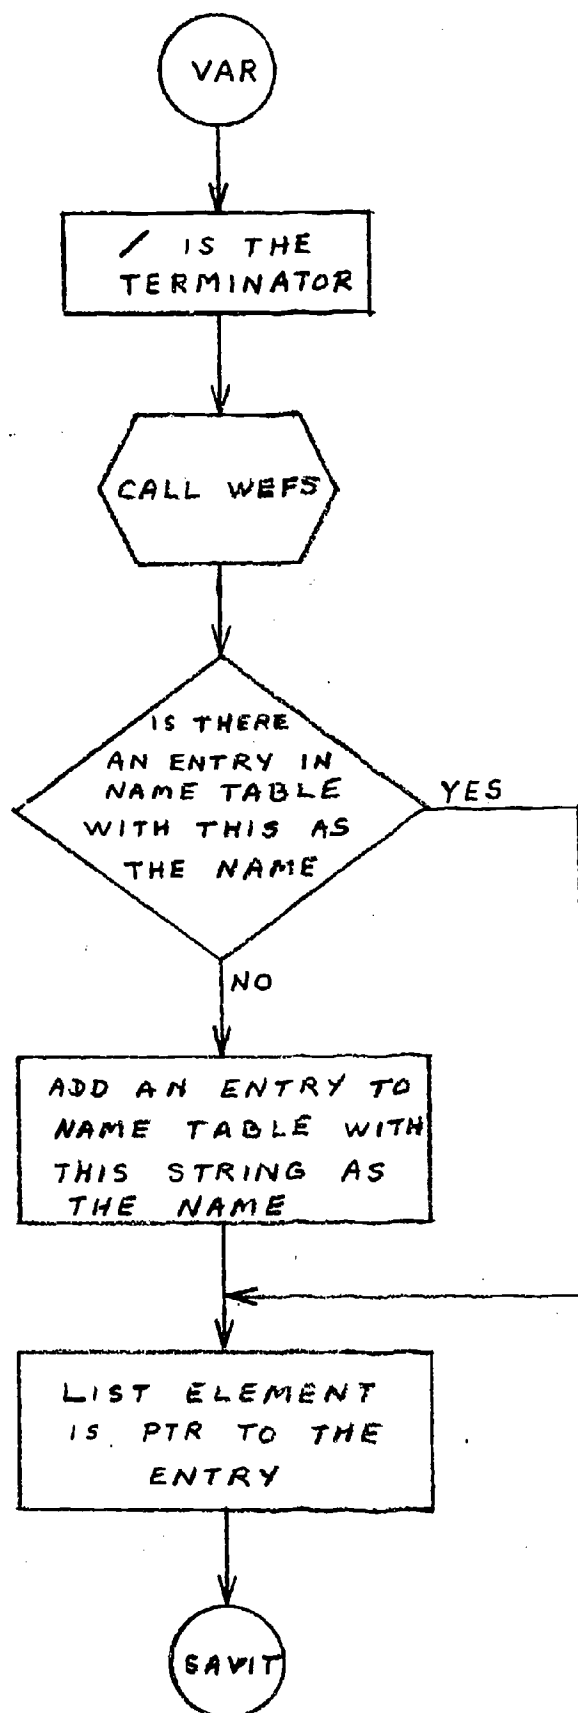 VAR
/ IS THE
TERMINATOR
CALL WEFS
IS THERE
AN ENTRY IN
NAME TABLE
WITH THIS AS
THE NAME
YES
NO
ADD AN ENTRY TO
NAME TABLE WITH
THIS STRING AS
THE NAME
LIST ELEMENT
IS PTR TO THE
ENTRY
SAVIT